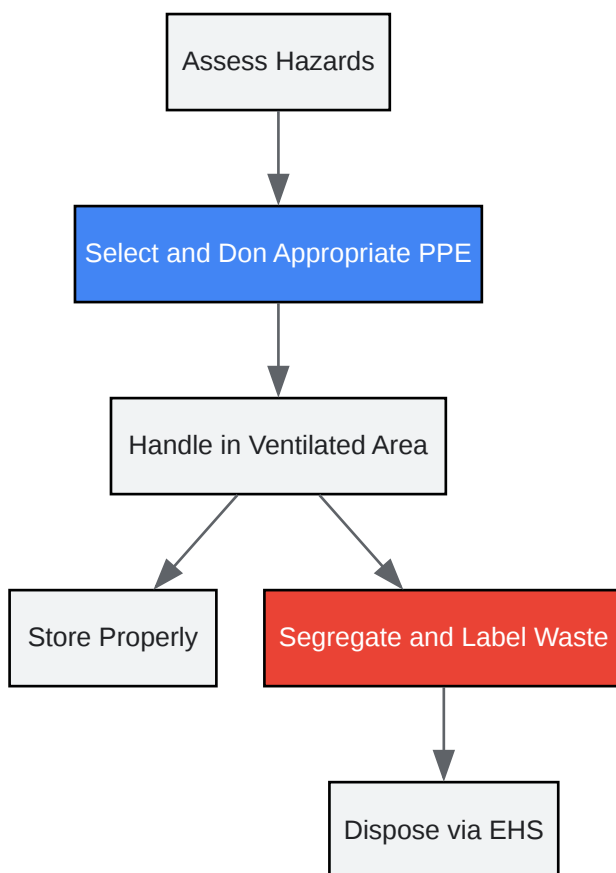 Assess Hazards
Select and Don Appropriate PPE
Handle in Ventilated Area
Store Properly
Segregate and Label Waste
Dispose via EHS